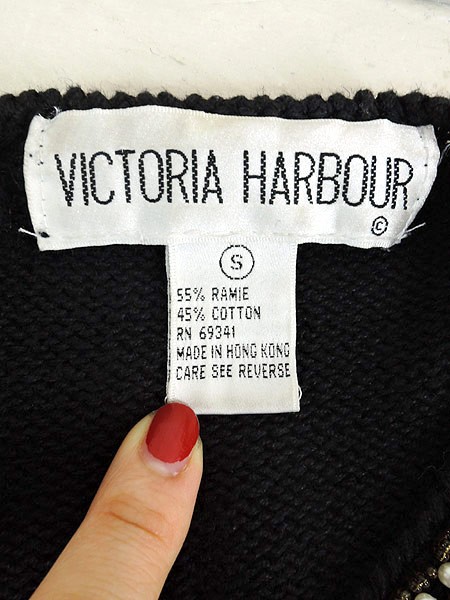 VICTORIA HARBOUR
©
S
55% RAMIE
45% COTTON
RN 69341
MADE IN HONG KONG
CARE SEE REVERSE